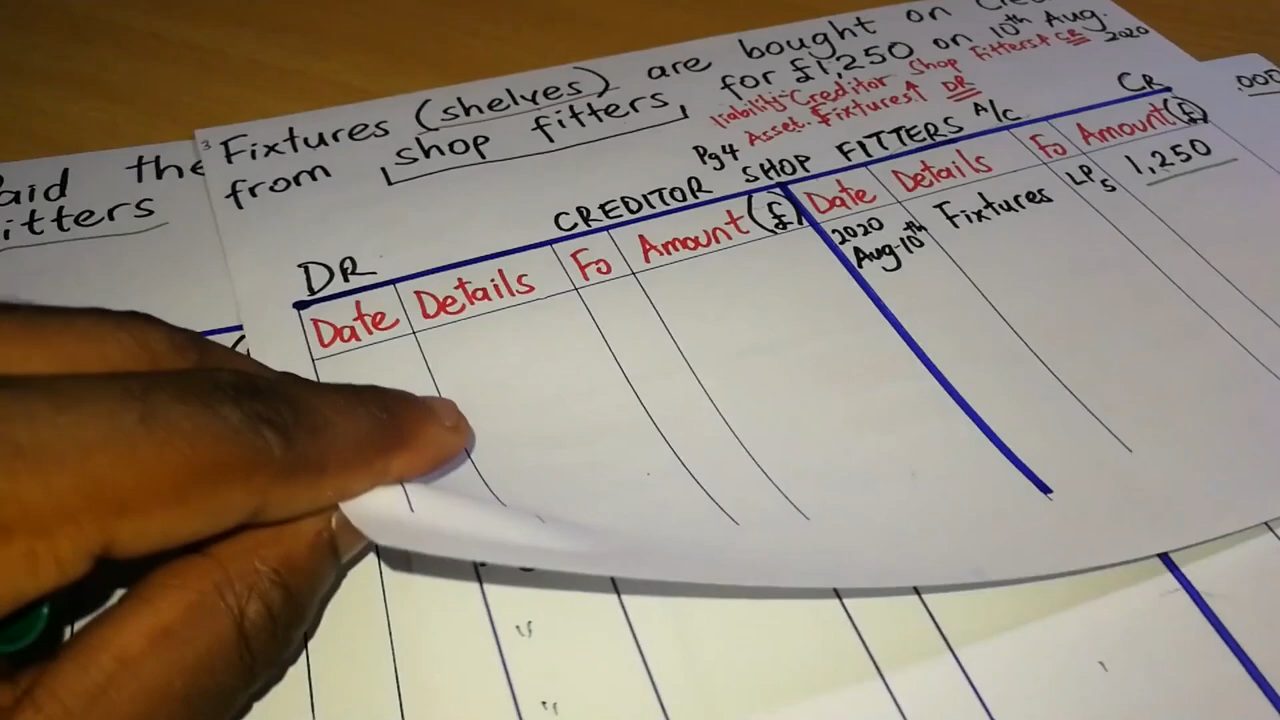 ³Fixtures (shelves) are bought on
from shop fitters, for £1,250 on 10th Aug. 2020
liability-Creditor Shop Fitters↑ CR
Asset. Fixtures.↑ DR
Pg4
CREDITOR SHOP FITTERS A/c
DR CR
Date Details Fo Amount(£) Date Details Fo Amount(£)
2020 Aug-10th Fixtures LP5 1,250
the
itters